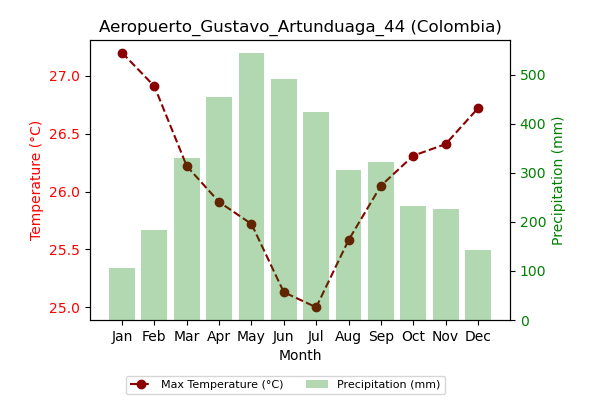 Aeropuerto_Gustavo_Artunduaga_44 (Colombia)
27.0
26.5
26.0
25.5
25.0
Temperature (°C)
500
400
300
200
100
0
Precipitation (mm)
Jan Feb Mar Apr May Jun Jul Aug Sep Oct Nov Dec
Month
Max Temperature (°C) Precipitation (mm)